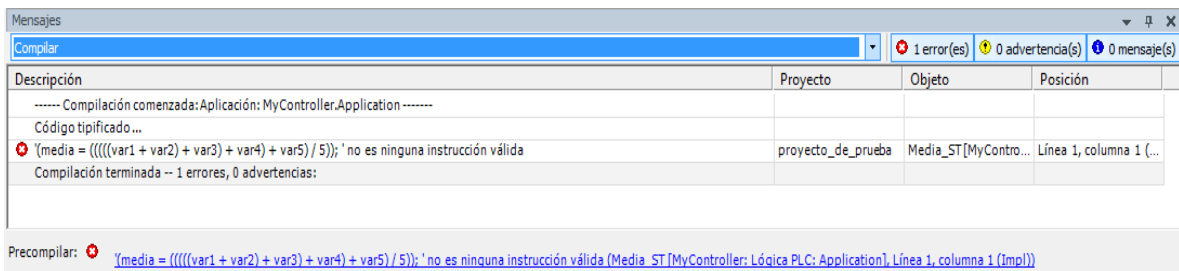 Mensajes
Compilar 1 error(es) 0 advertencia(s) 0 mensaje(s)
Descripción Proyecto Objeto Posición
------ Compilación comenzada: Aplicación: MyController.Application -------
Código tipificado...
'(media = (((((var1 + var2) + var3) + var4) + var5) / 5)); ' no es ninguna instrucción válida proyecto_de_prueba Media_ST [MyContro... Línea 1, columna 1 (...
Compilación terminada -- 1 errores, 0 advertencias:
Precompilar: '(media = (((((var1 + var2) + var3) + var4) + var5) / 5)); ' no es ninguna instrucción válida (Media_ST [MyController: Lógica PLC: Application], Línea 1, columna 1 (Impl))